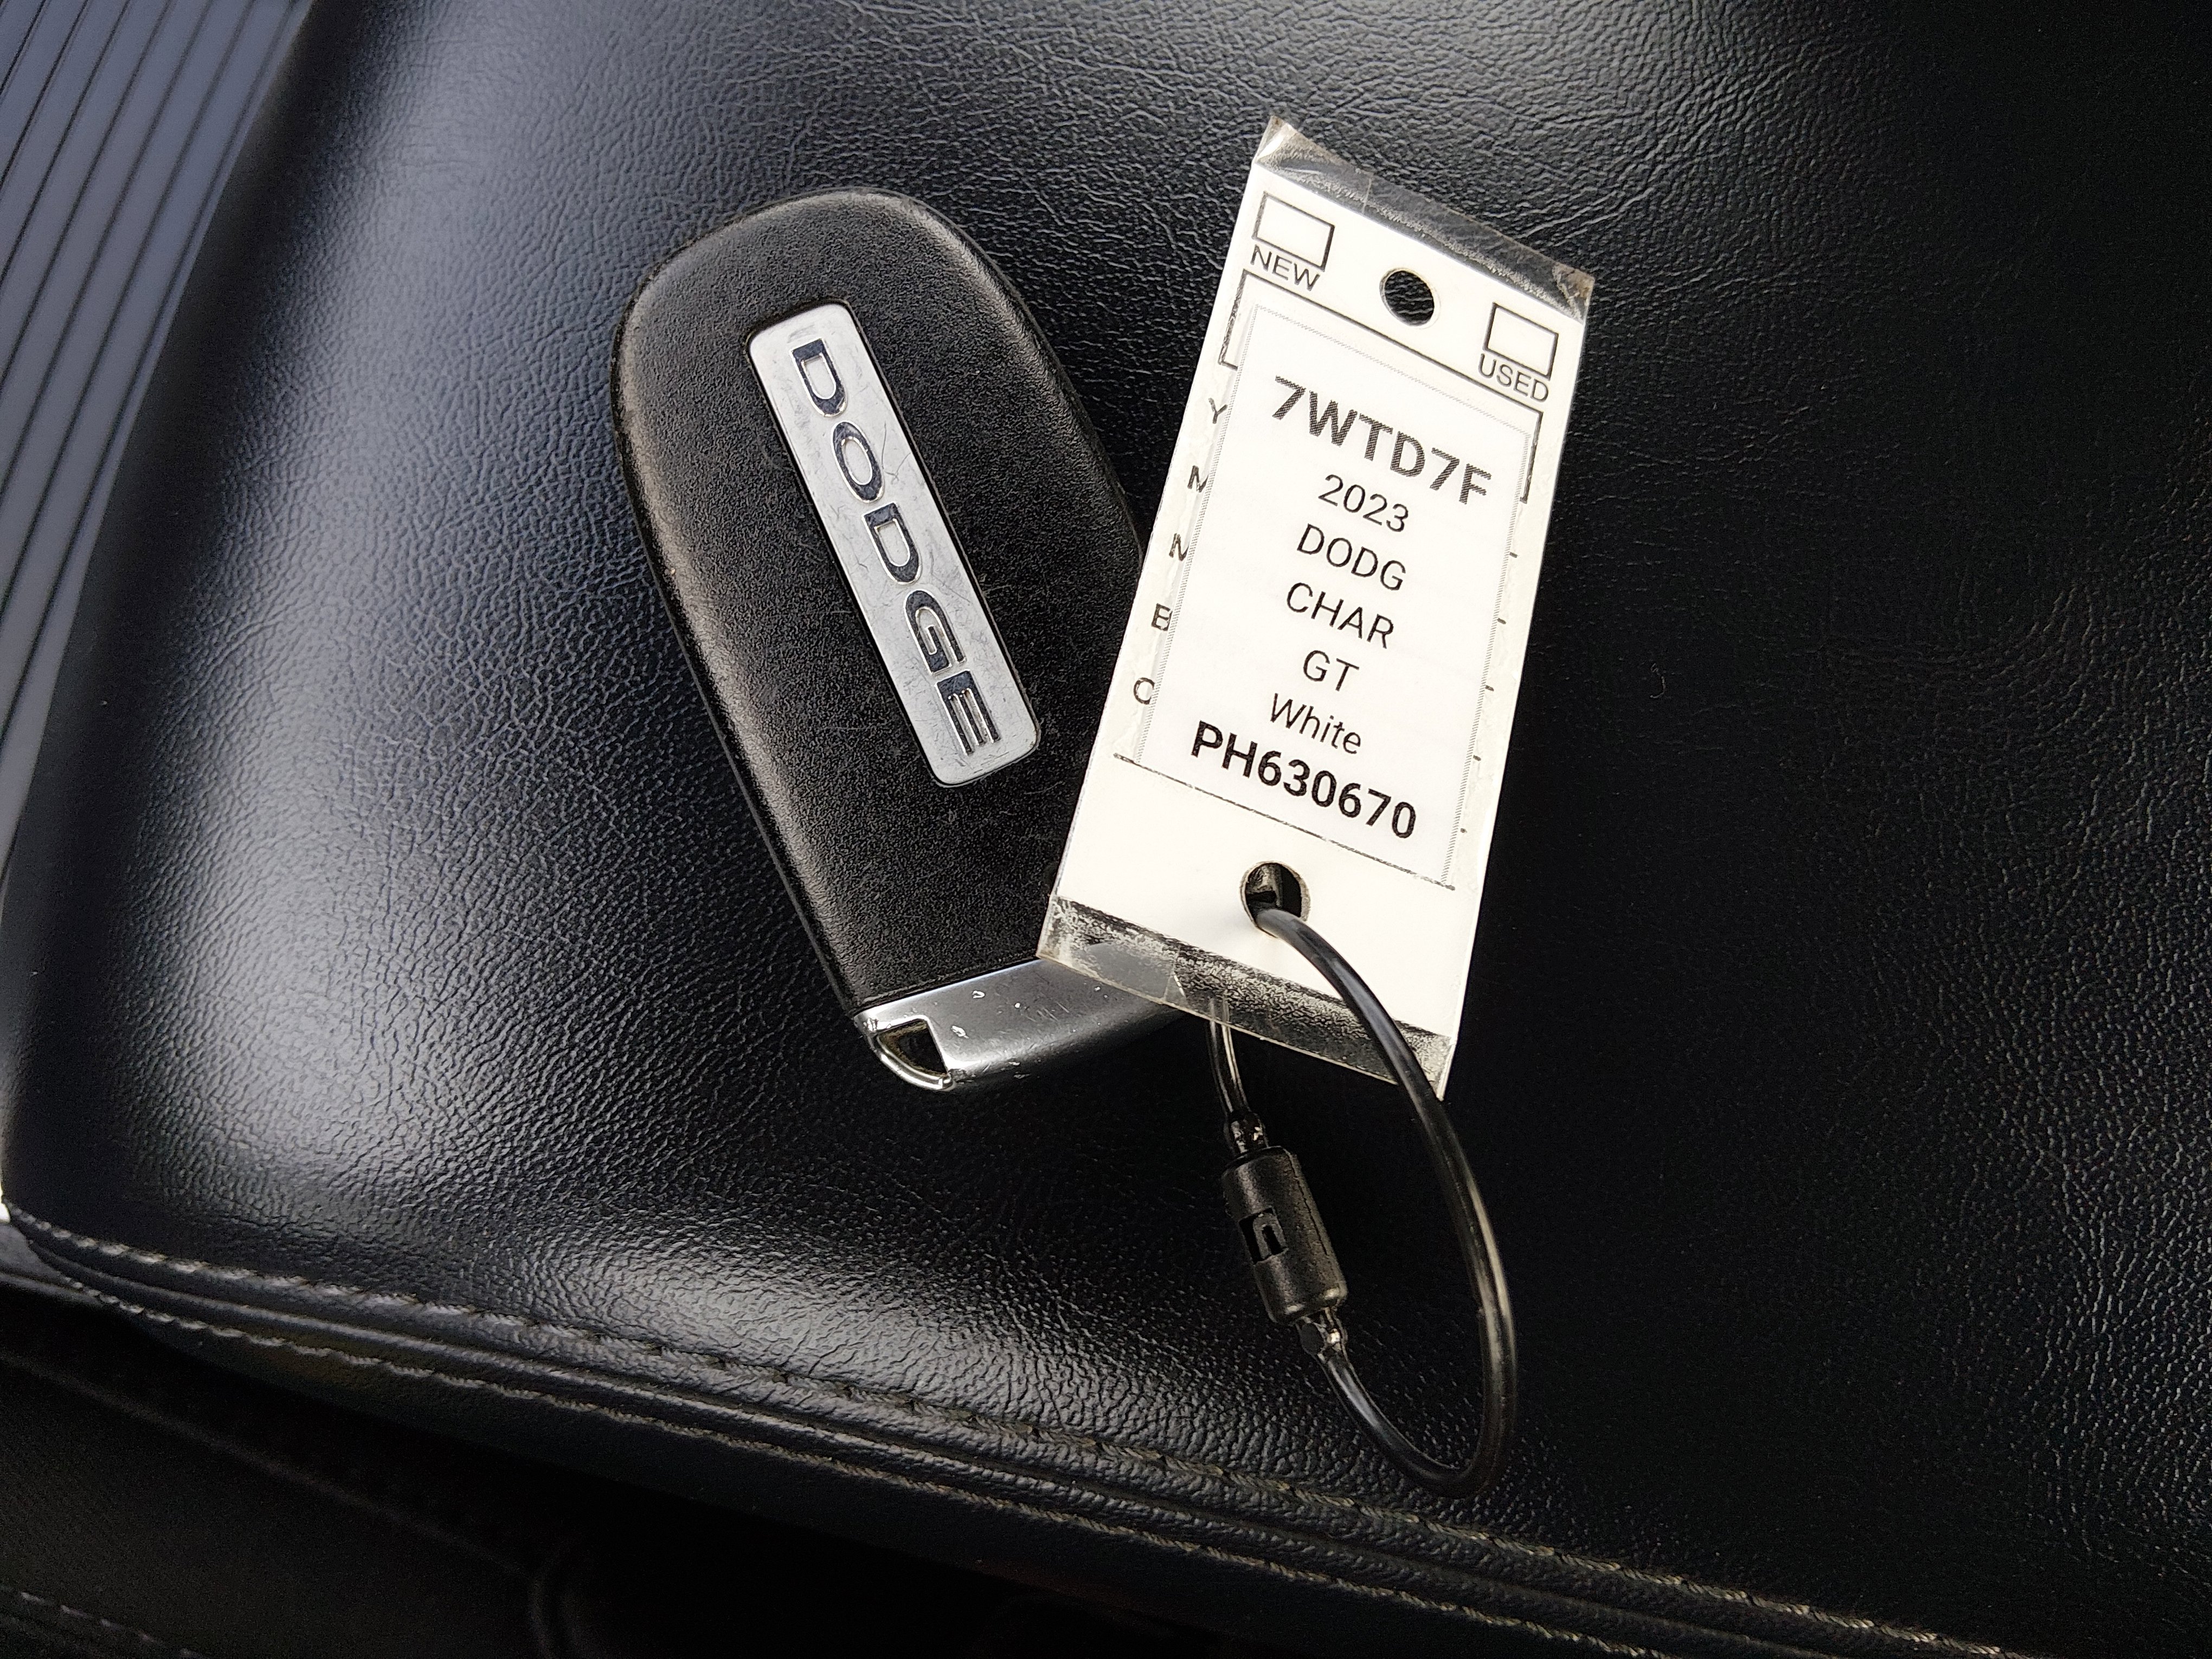 DODGE
NEW
USED
7WTD7F
Y
2023
M
DODG
M
CHAR
B
GT
C
White
PH630670